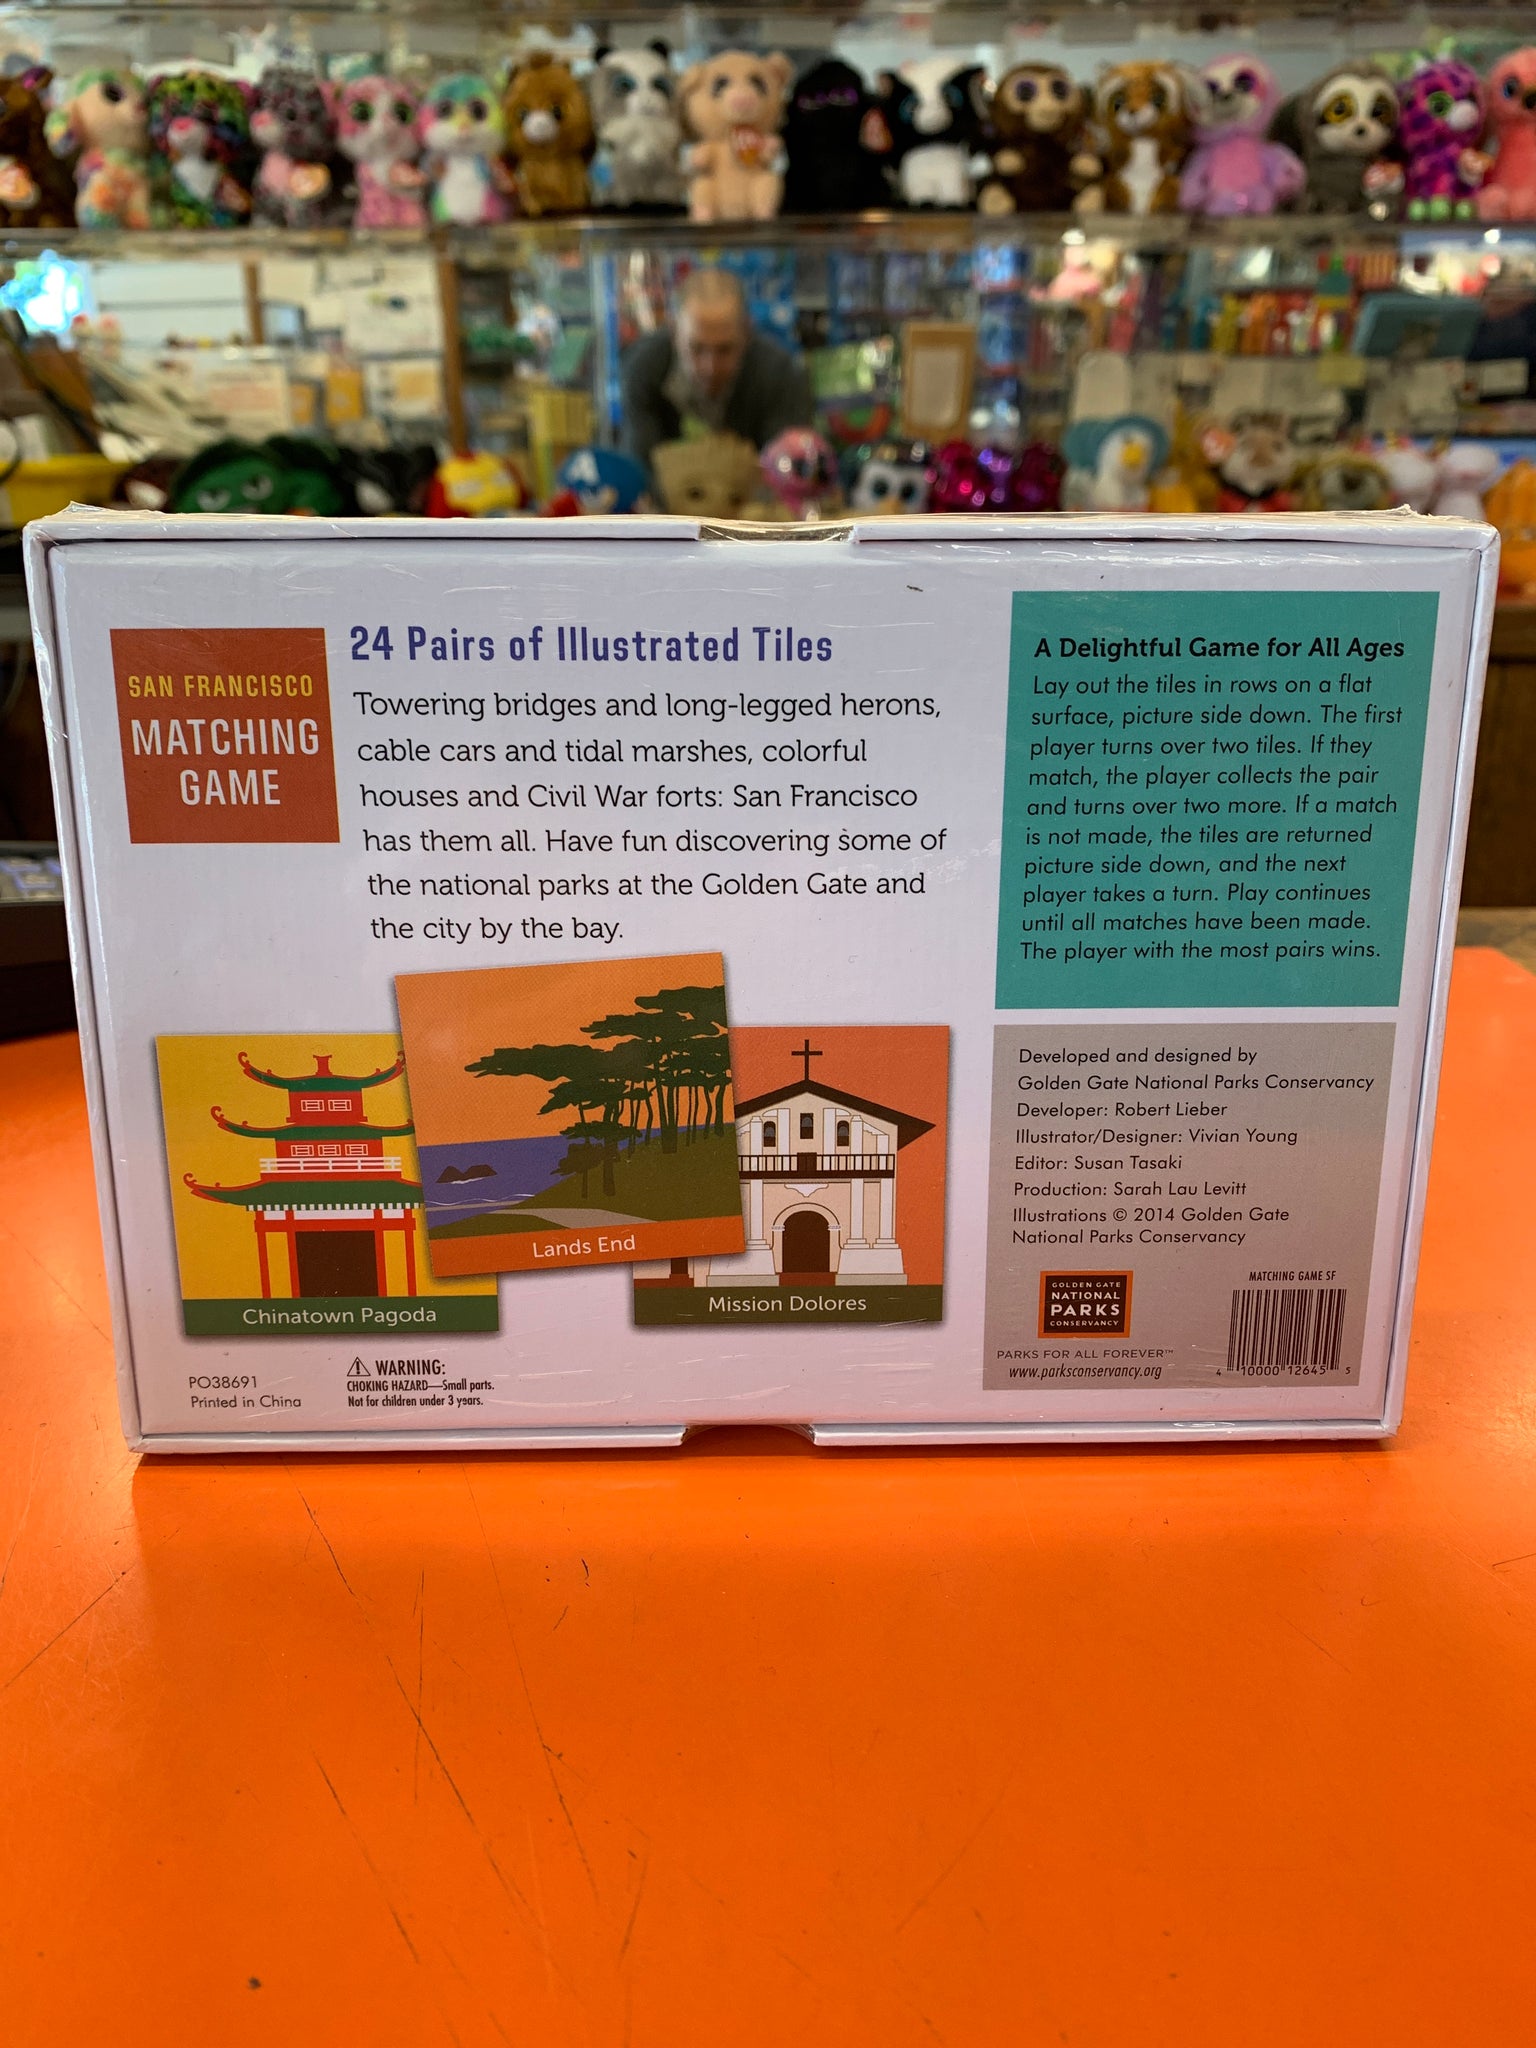 SAN FRANCISCO
MATCHING
GAME
24 Pairs of Illustrated Tiles
Towering bridges and long-legged herons,
cable cars and tidal marshes, colorful
houses and Civil War forts: San Francisco
has them all. Have fun discovering some of
the national parks at the Golden Gate and
the city by the bay.
Chinatown Pagoda
Lands End
Mission Dolores
PO38691
Printed in China
WARNING:
CHOKING HAZARD—Small parts.
Not for children under 3 years.
A Delightful Game for All Ages
Lay out the tiles in rows on a flat
surface, picture side down. The first
player turns over two tiles. If they
match, the player collects the pair
and turns over two more. If a match
is not made, the tiles are returned
picture side down, and the next
player takes a turn. Play continues
until all matches have been made.
The player with the most pairs wins.
Developed and designed by
Golden Gate National Parks Conservancy
Developer: Robert Lieber
Illustrator/Designer: Vivian Young
Editor: Susan Tasaki
Production: Sarah Lau Levitt
Illustrations © 2014 Golden Gate
National Parks Conservancy
GOLDEN GATE
NATIONAL
PARKS
CONSERVANCY
PARKS FOR ALL FOREVER™
www.parksconservancy.org
MATCHING GAME SF
4 10000 12645 5